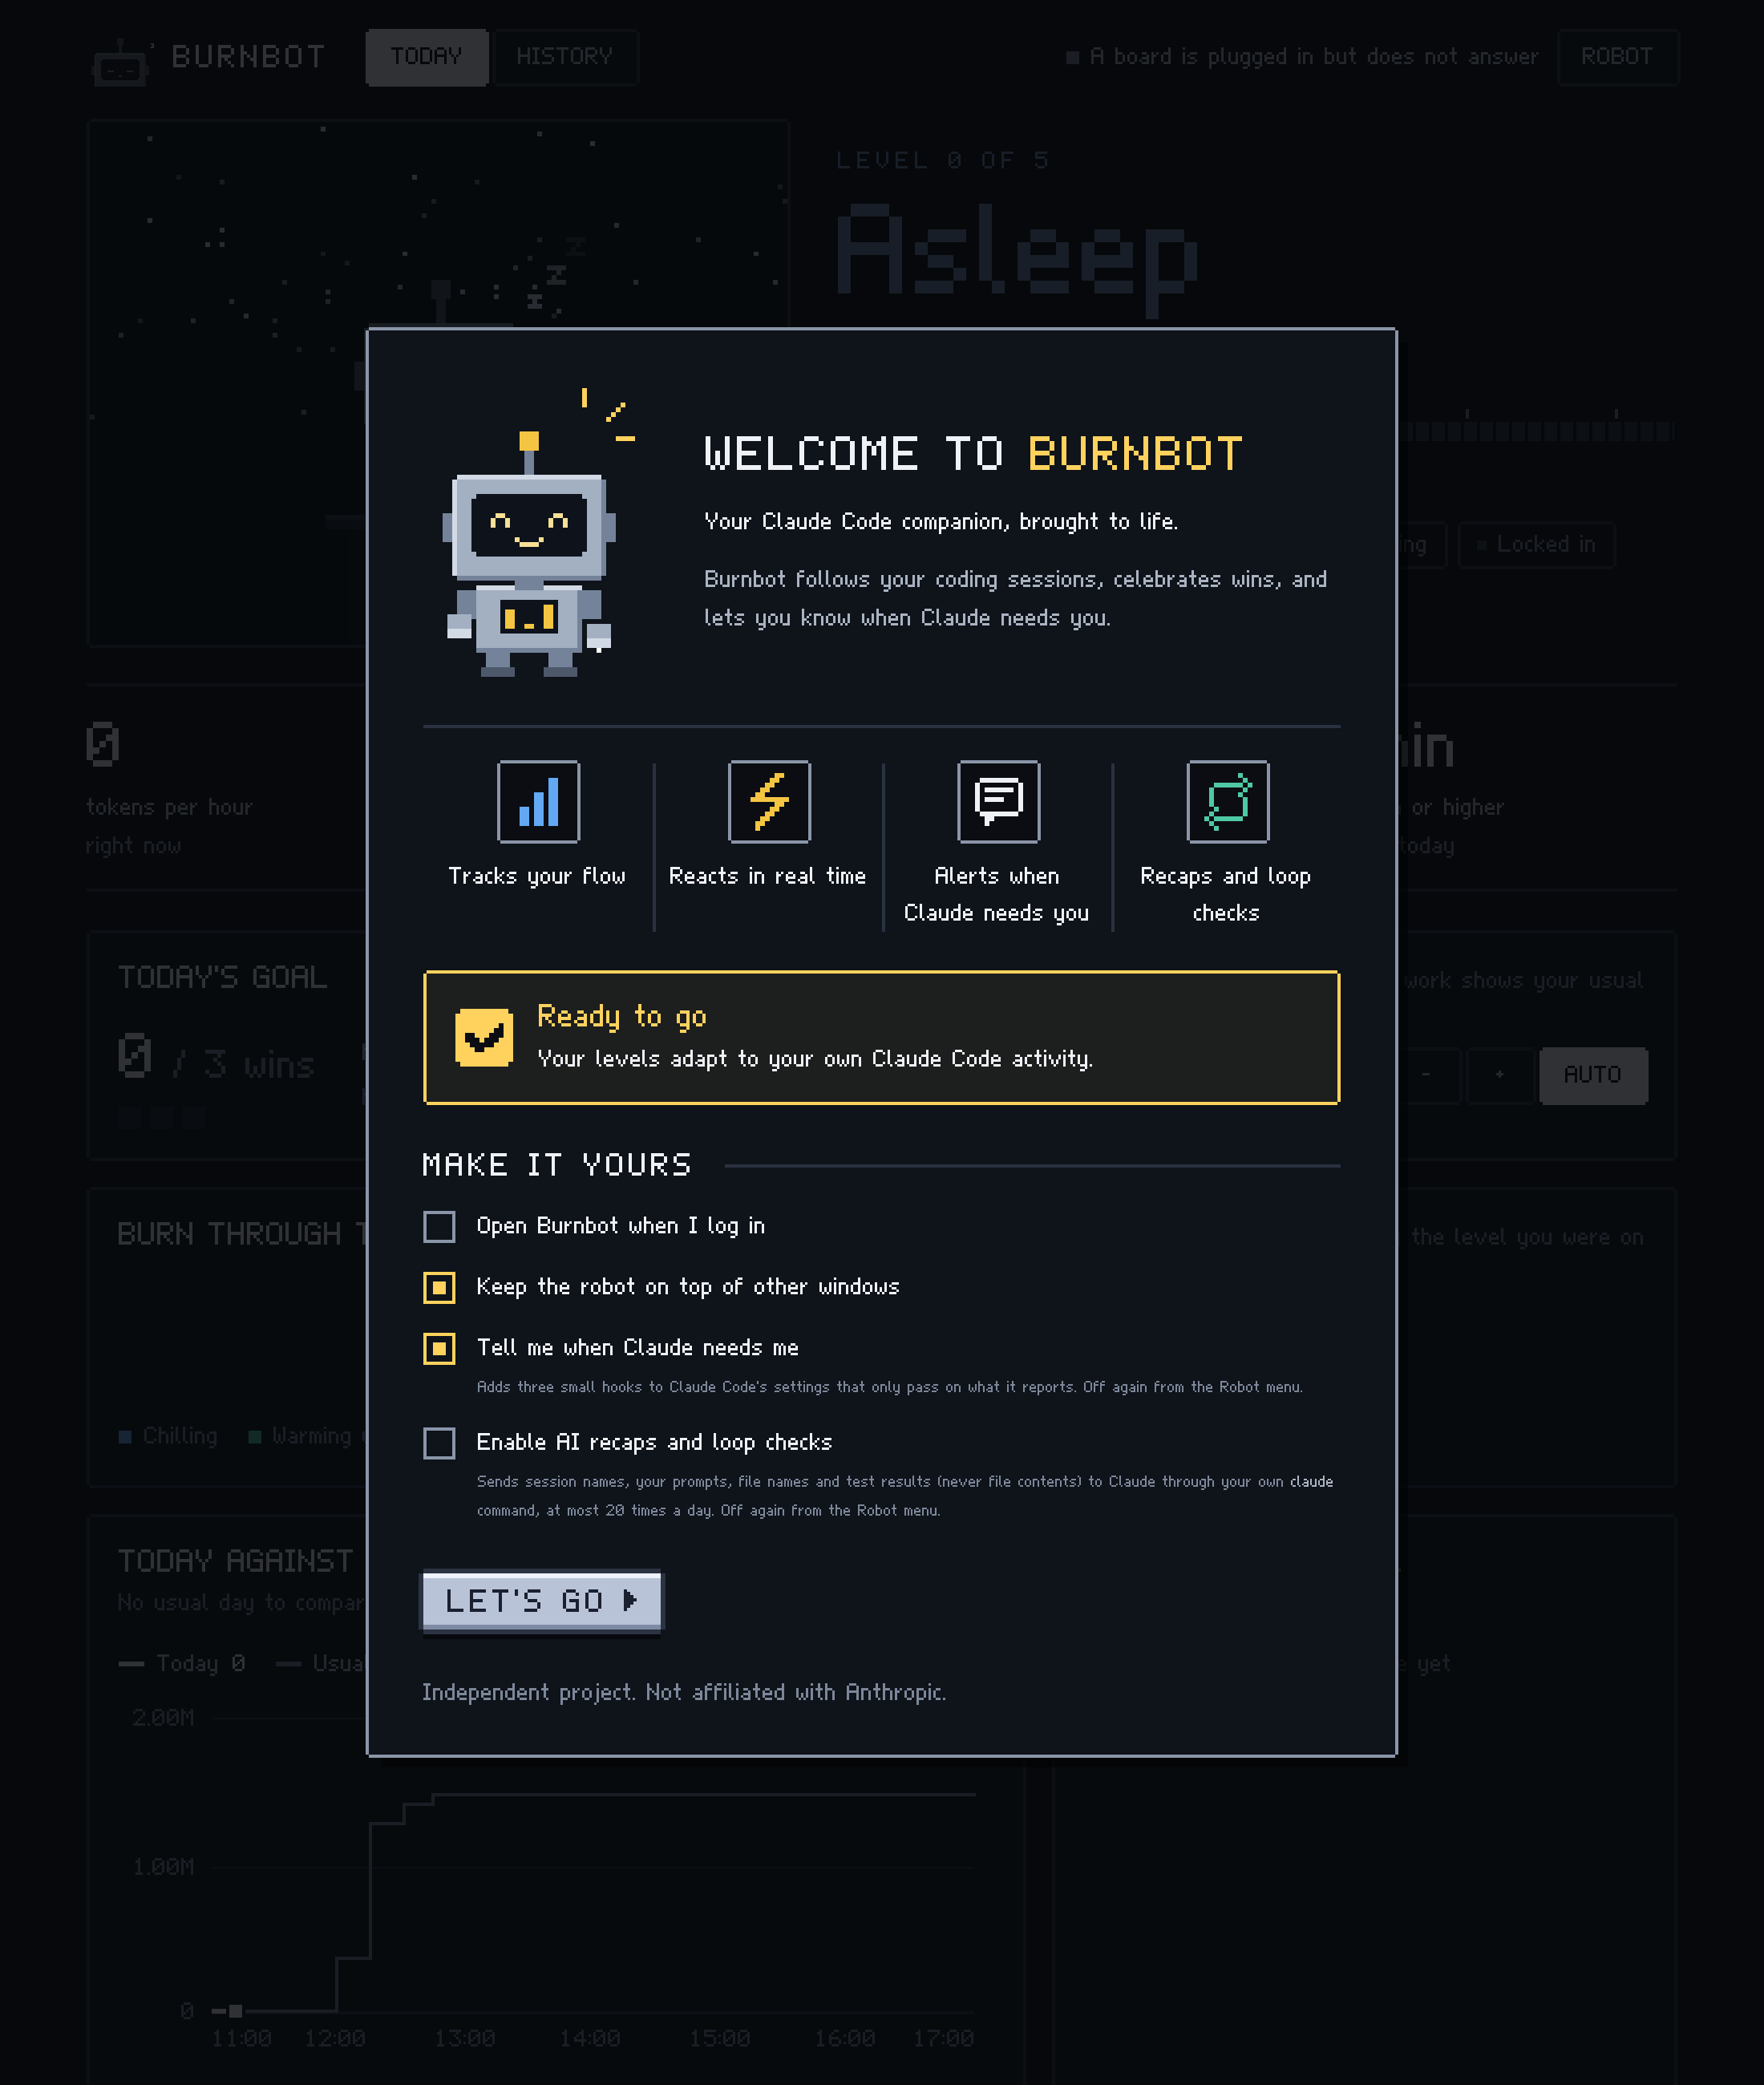 BURNBOT
TODAY
HISTORY
A board is plugged in but does not answer
ROBOT
LEVEL 0 OF 5
Asleep
WELCOME TO BURNBOT
Your Claude Code companion, brought to life.
Burnbot follows your coding sessions, celebrates wins, and
lets you know when Claude needs you.
Locked in
0
tokens per hour
right now
or higher
today
Tracks your flow
Reacts in real time
Alerts when
Claude needs you
Recaps and loop
checks
TODAY'S GOAL
work shows your usual
0 / 3 wins
-
+
AUTO
Ready to go
Your levels adapt to your own Claude Code activity.
MAKE IT YOURS
Open Burnbot when I log in
Keep the robot on top of other windows
Tell me when Claude needs me
Adds three small hooks to Claude Code's settings that only pass on what it reports. Off again from the Robot menu.
Enable AI recaps and loop checks
Sends session names, your prompts, file names and test results (never file contents) to Claude through your own claude
command, at most 20 times a day. Off again from the Robot menu.
LET'S GO
Independent project. Not affiliated with Anthropic.
BURN THROUGH
the level you were on
Chilling
Warming
TODAY AGAINST
No usual day to compar
Today 0
Usua
yet
2.00M
1.00M
0
11:00 12:00 13:00 14:00 15:00 16:00 17:00